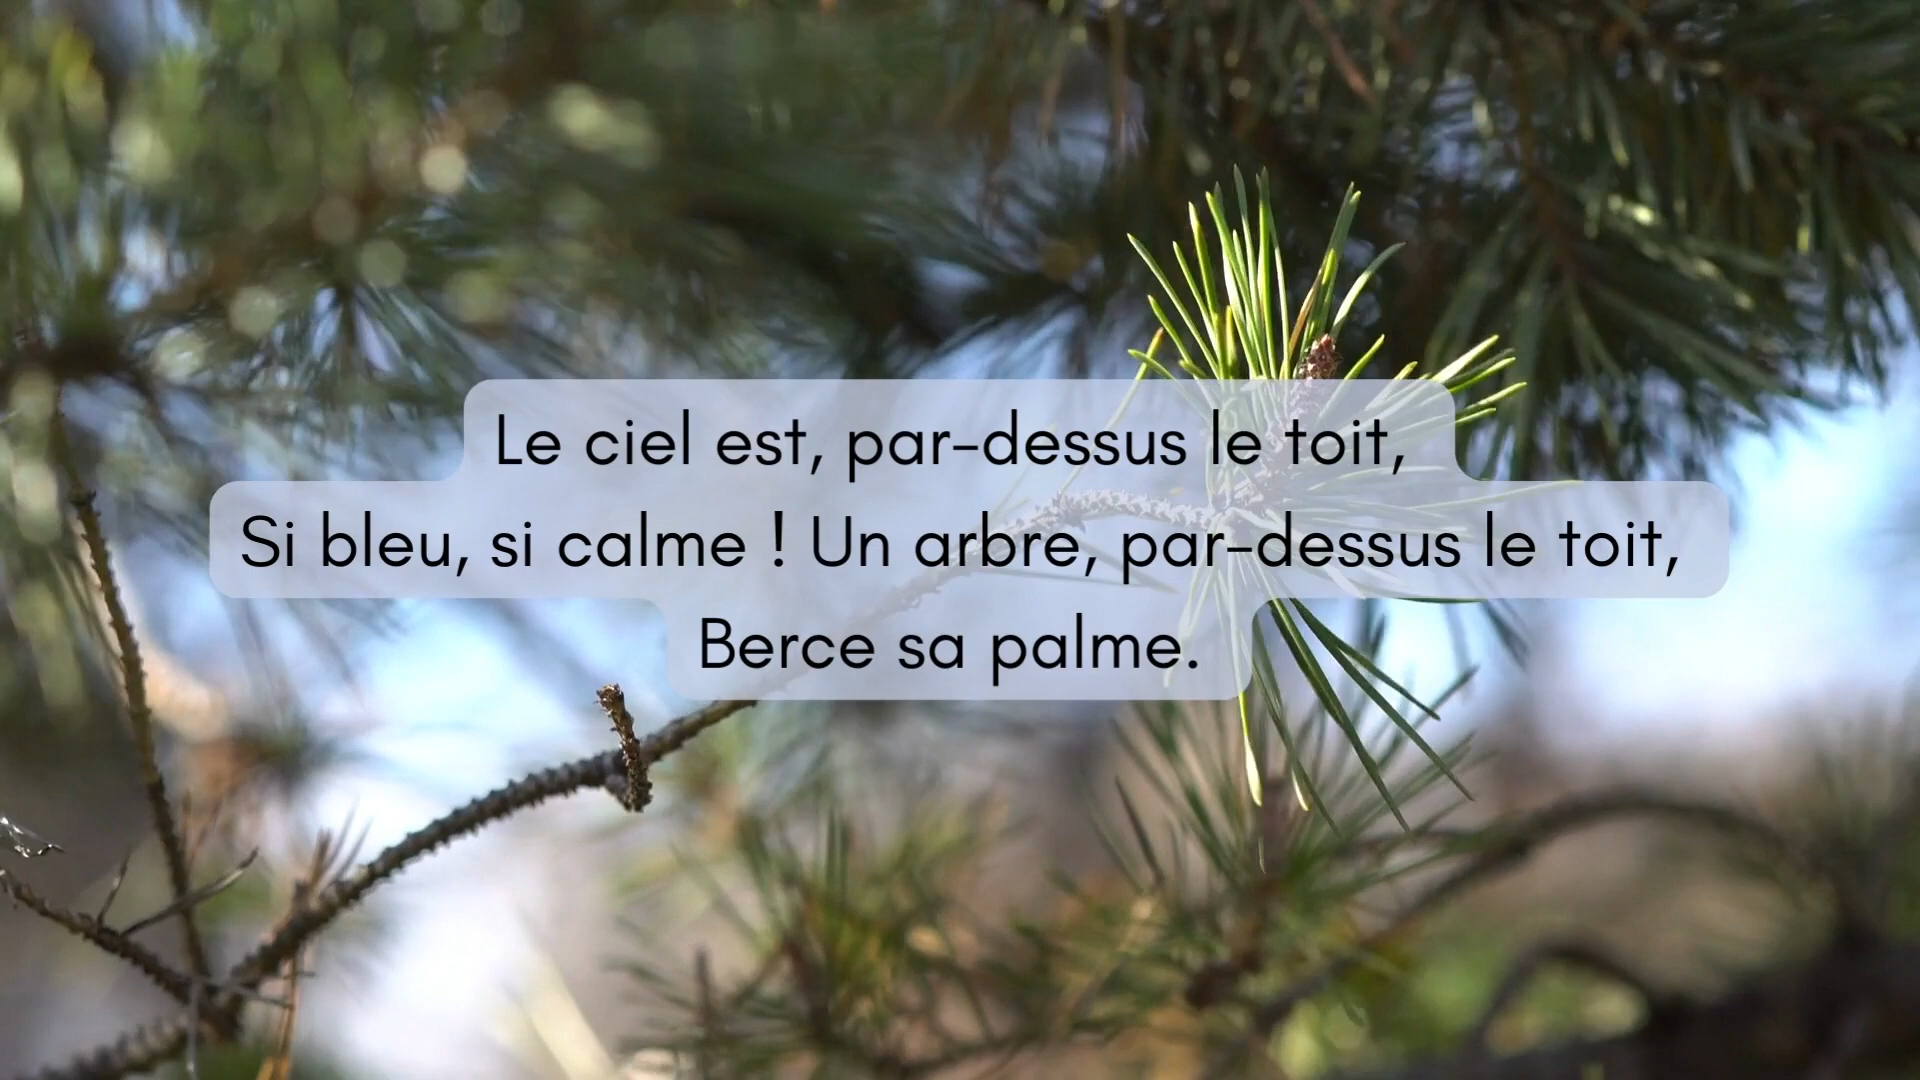 Le ciel est, par-dessus le toit,
Si bleu, si calme ! Un arbre, par-dessus le toit,
Berce sa palme.